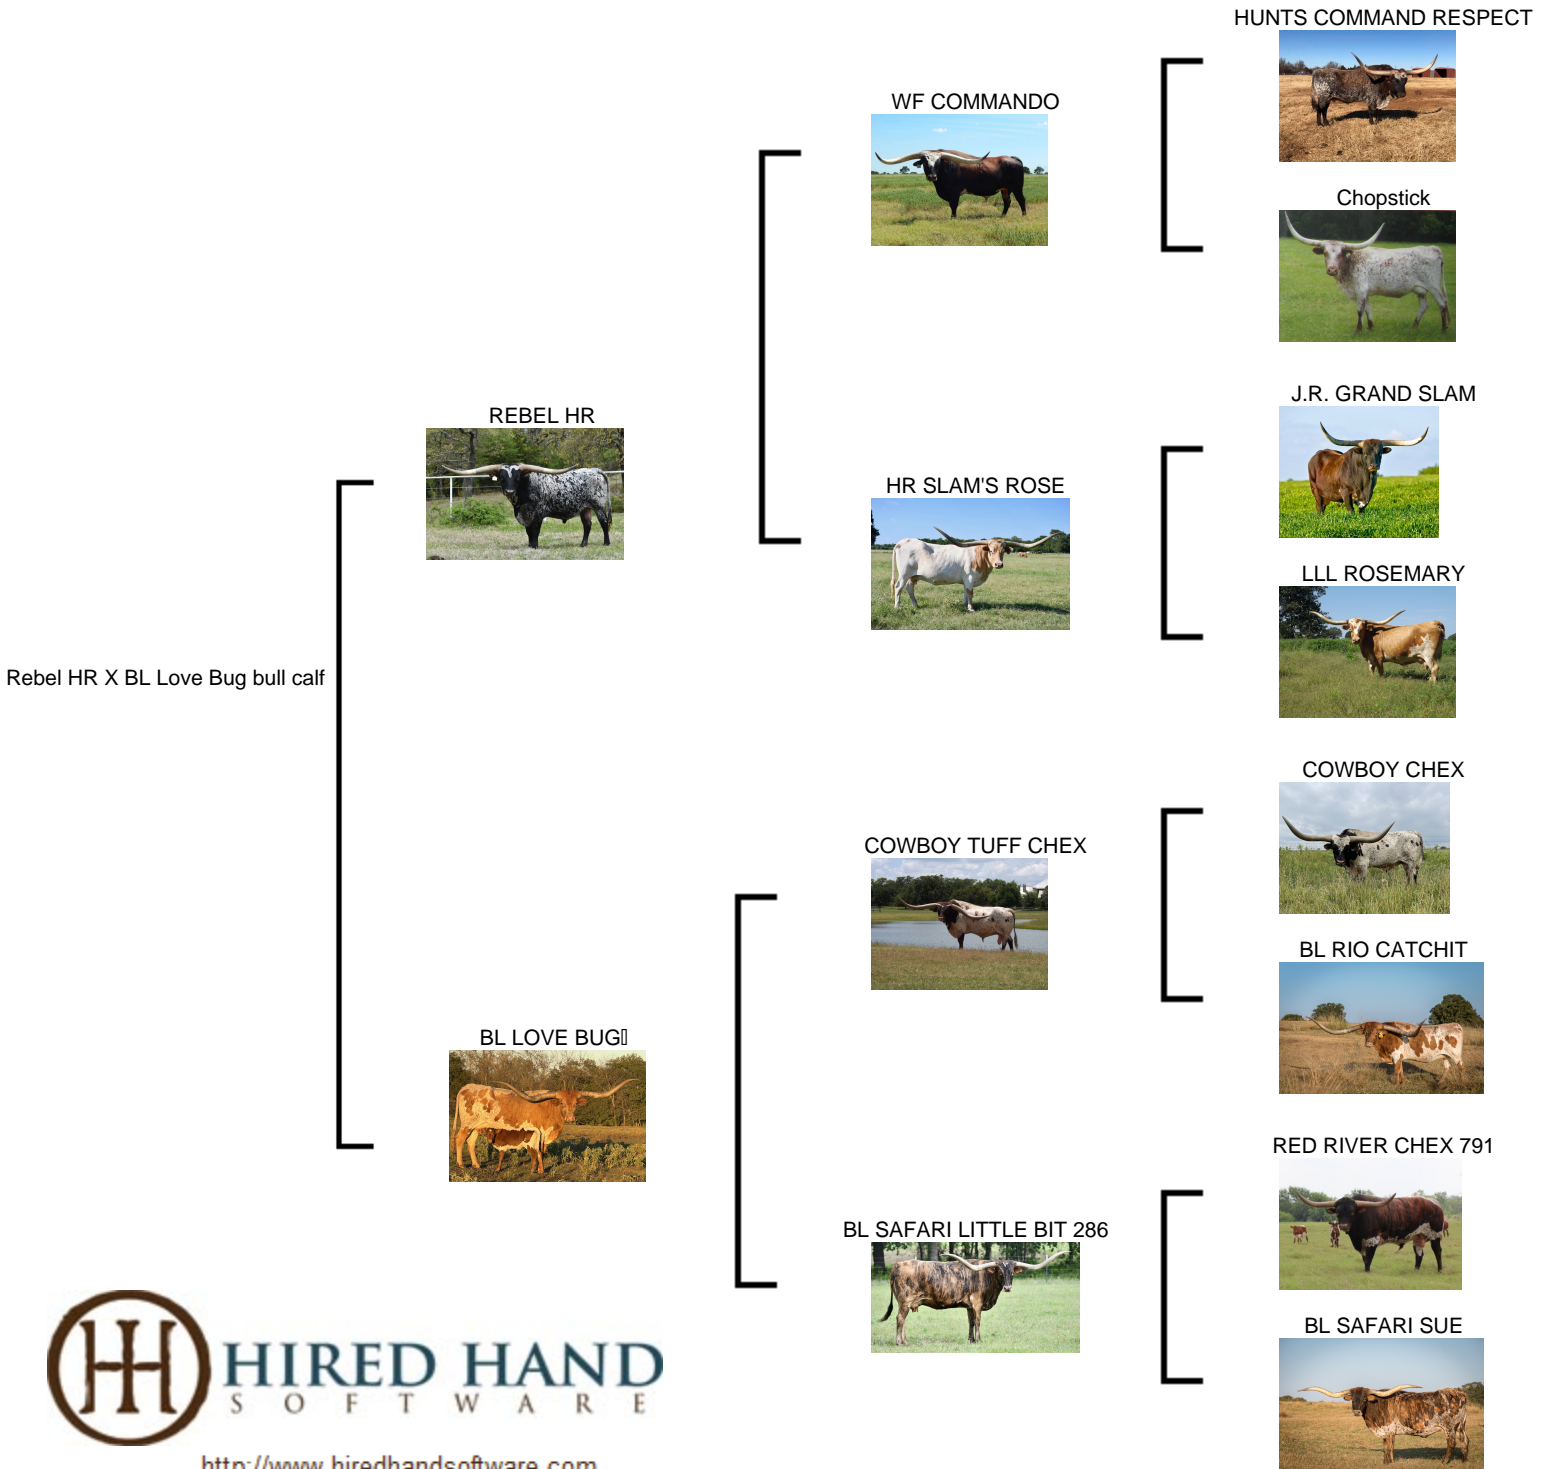 HUNTS COMMAND RESPECT
WF COMMANDO
Chopstick
J.R. GRAND SLAM
REBEL HR
HR SLAM'S ROSE
LLL ROSEMARY
Rebel HR X BL Love Bug bull calf
COWBOY CHEX
COWBOY TUFF CHEX
BL RIO CATCHIT
BL LOVE BUG
RED RIVER CHEX 791
BL SAFARI LITTLE BIT 286
BL SAFARI SUE
HIRED HAND
SOFTWARE
http://www.hiredhandsoftware.com